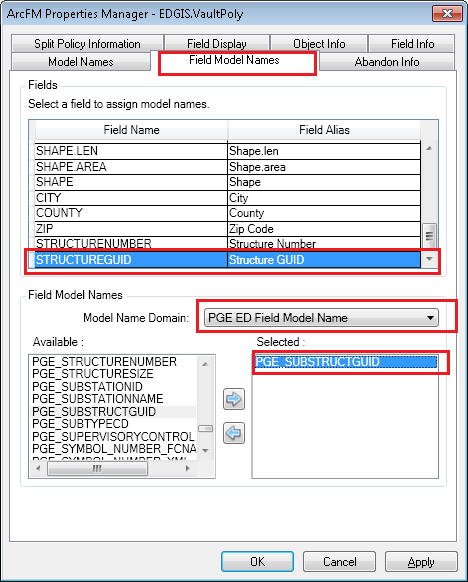 ArcFM Properties Manager - EDGIS.VaultPoly
Split Policy Information Field Display Object Info Field Info
Model Names Field Model Names Abandon Info
Fields
Select a field to assign model names.
Field Name Field Alias
SHAPE.LEN Shape.len
SHAPE.AREA Shape.area
SHAPE Shape
CITY City
COUNTY County
ZIP Zip Code
STRUCTURENUMBER Structure Number
STRUCTUREGUID Structure GUID
Field Model Names
Model Name Domain: PGE ED Field Model Name
Available : Selected :
PGE_STRUCTURENUMBER PGE_SUBSTRUCTGUID
PGE_STRUCTURESIZE
PGE_SUBSTATIONID
PGE_SUBSTATIONNAME
PGE_SUBSTRUCTGUID
PGE_SUBTYPECD
PGE_SUPERVISORYCONTROL
PGE_SYMBOL_NUMBER_FCNA
OK Cancel Apply